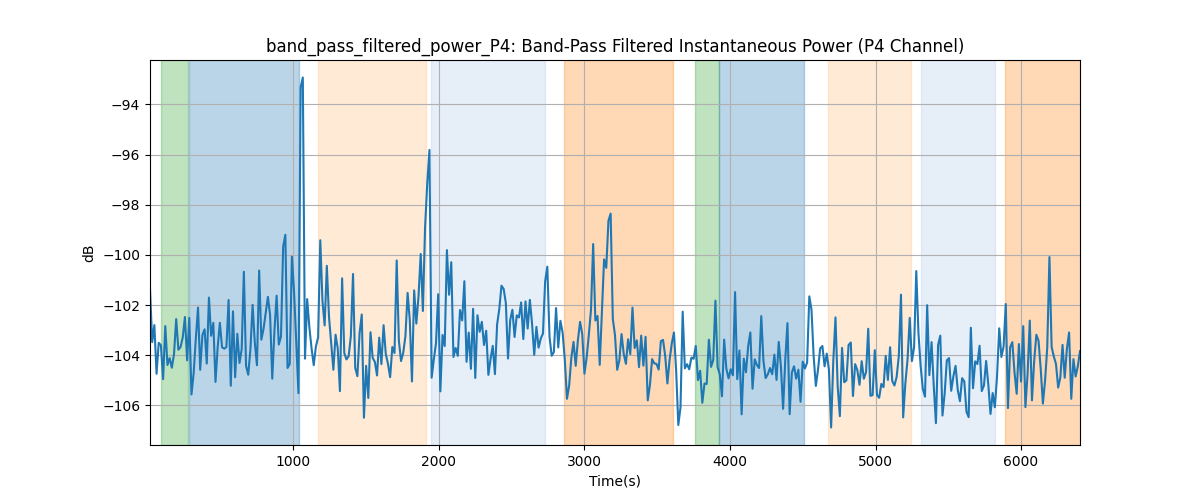 band_pass_filtered_power_P4: Band-Pass Filtered Instantaneous Power (P4 Channel)
dB
−94
−96
−98
−100
−102
−104
−106
1000 2000 3000 4000 5000 6000
Time(s)